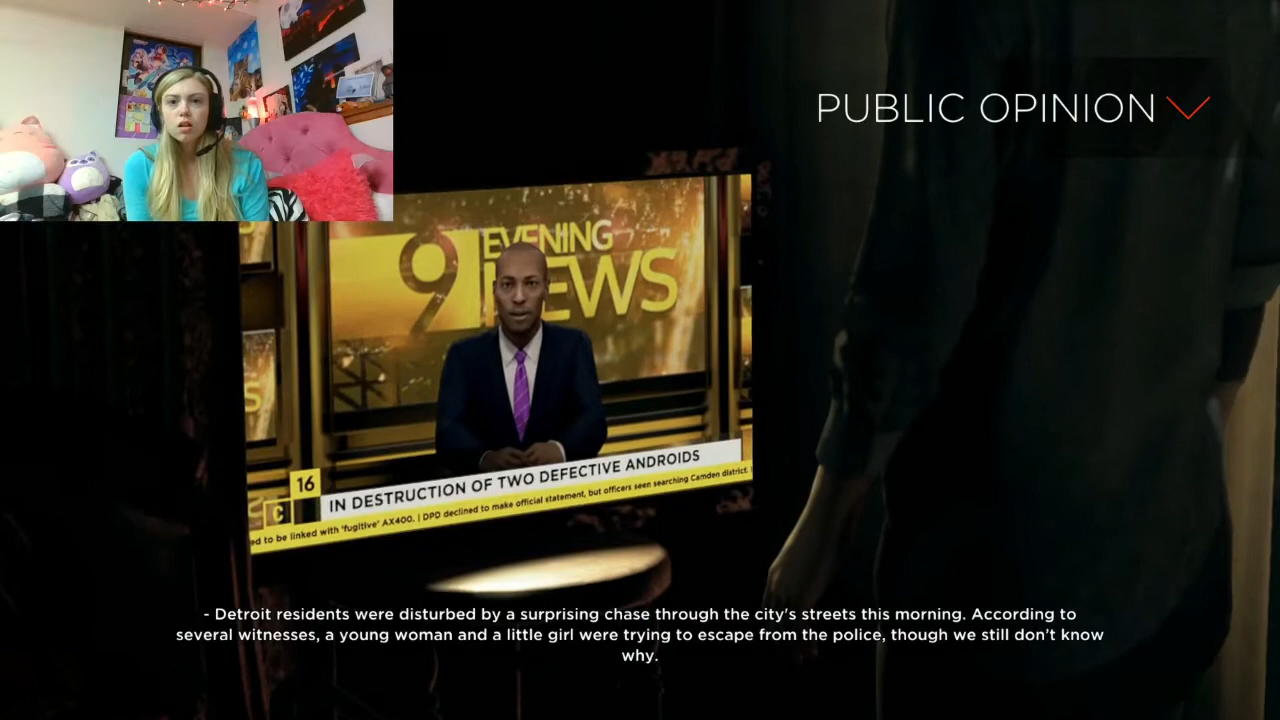 PUBLIC OPINION
9 EVENING
NEWS
S
16
IN DESTRUCTION OF TWO DEFECTIVE ANDROIDS
C
ed to be linked with 'fugitive' AX400. | DPD declined to make official statement, but officers seen searching Camden district.
- Detroit residents were disturbed by a surprising chase through the city's streets this morning. According to
several witnesses, a young woman and a little girl were trying to escape from the police, though we still don't know
why.